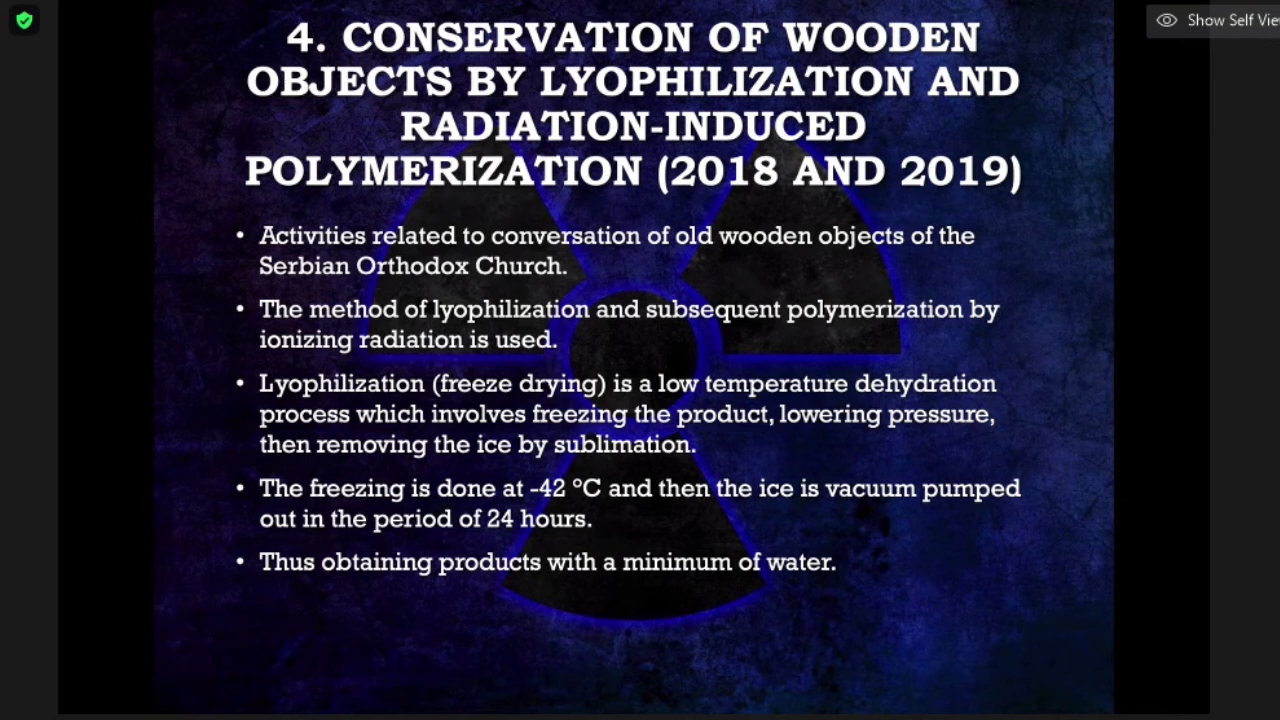 Show Self Vie
4. CONSERVATION OF WOODEN
OBJECTS BY LYOPHILIZATION AND
RADIATION-INDUCED
POLYMERIZATION (2018 AND 2019)
• Activities related to conversation of old wooden objects of the
Serbian Orthodox Church.
• The method of lyophilization and subsequent polymerization by
ionizing radiation is used.
• Lyophilization (freeze drying) is a low temperature dehydration
process which involves freezing the product, lowering pressure,
then removing the ice by sublimation.
• The freezing is done at -42 °C and then the ice is vacuum pumped
out in the period of 24 hours.
• Thus obtaining products with a minimum of water.